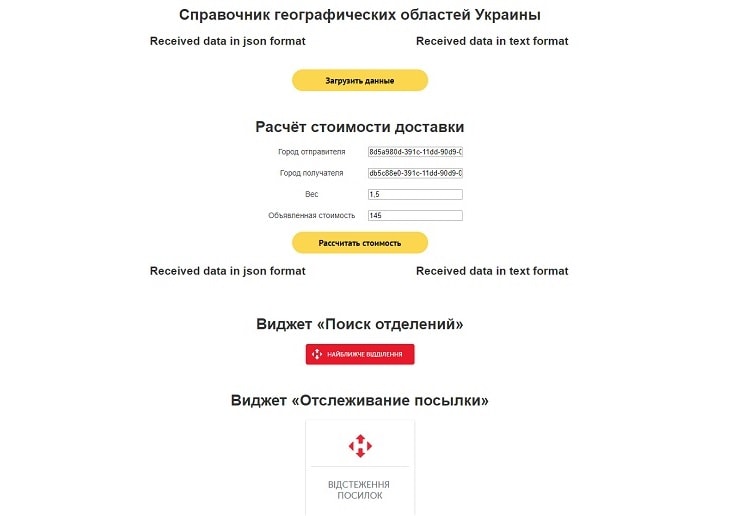 Справочник географических областей Украины
Received data in json format
Received data in text format
Загрузить данные
Расчёт стоимости доставки
Город отправителя 8d5a980d-391c-11dd-90d9-0
Город получателя db5c88e0-391c-11dd-90d9-0
Вес 1.5
Объявленная стоимость 145
Рассчитать стоимость
Received data in json format
Received data in text format
Виджет «Поиск отделений»
НАЙБЛИЖЧЕ ВІДДІЛЕННЯ
Виджет «Отслеживание посылки»
ВІДСТЕЖЕННЯ
ПОСИЛОК